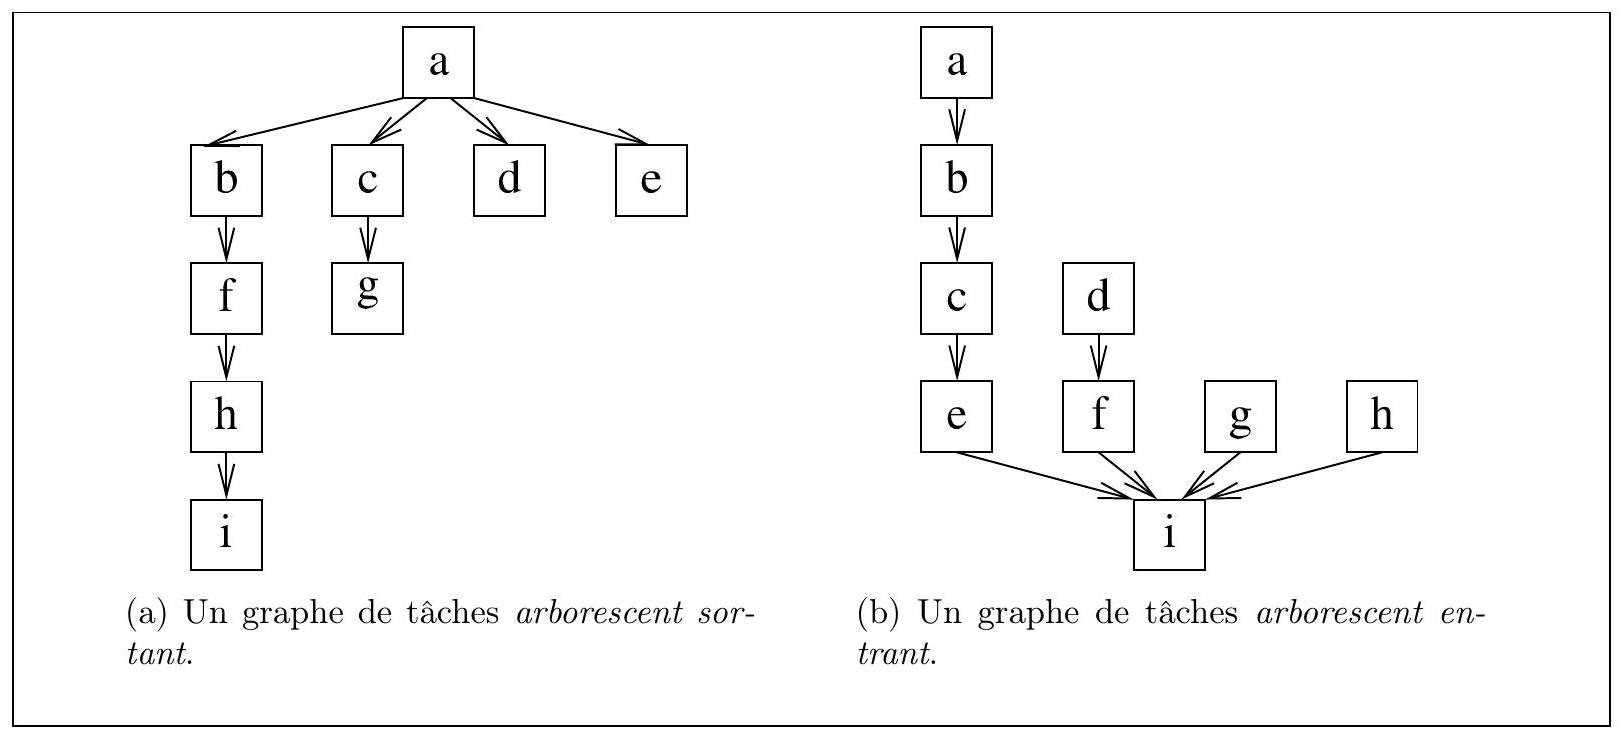 a
b c d e
f g
h
i
(a) Un graphe de tâches arborescent sor-
tant.
a
b
c d
e f g h
i
(b) Un graphe de tâches arborescent en-
trant.